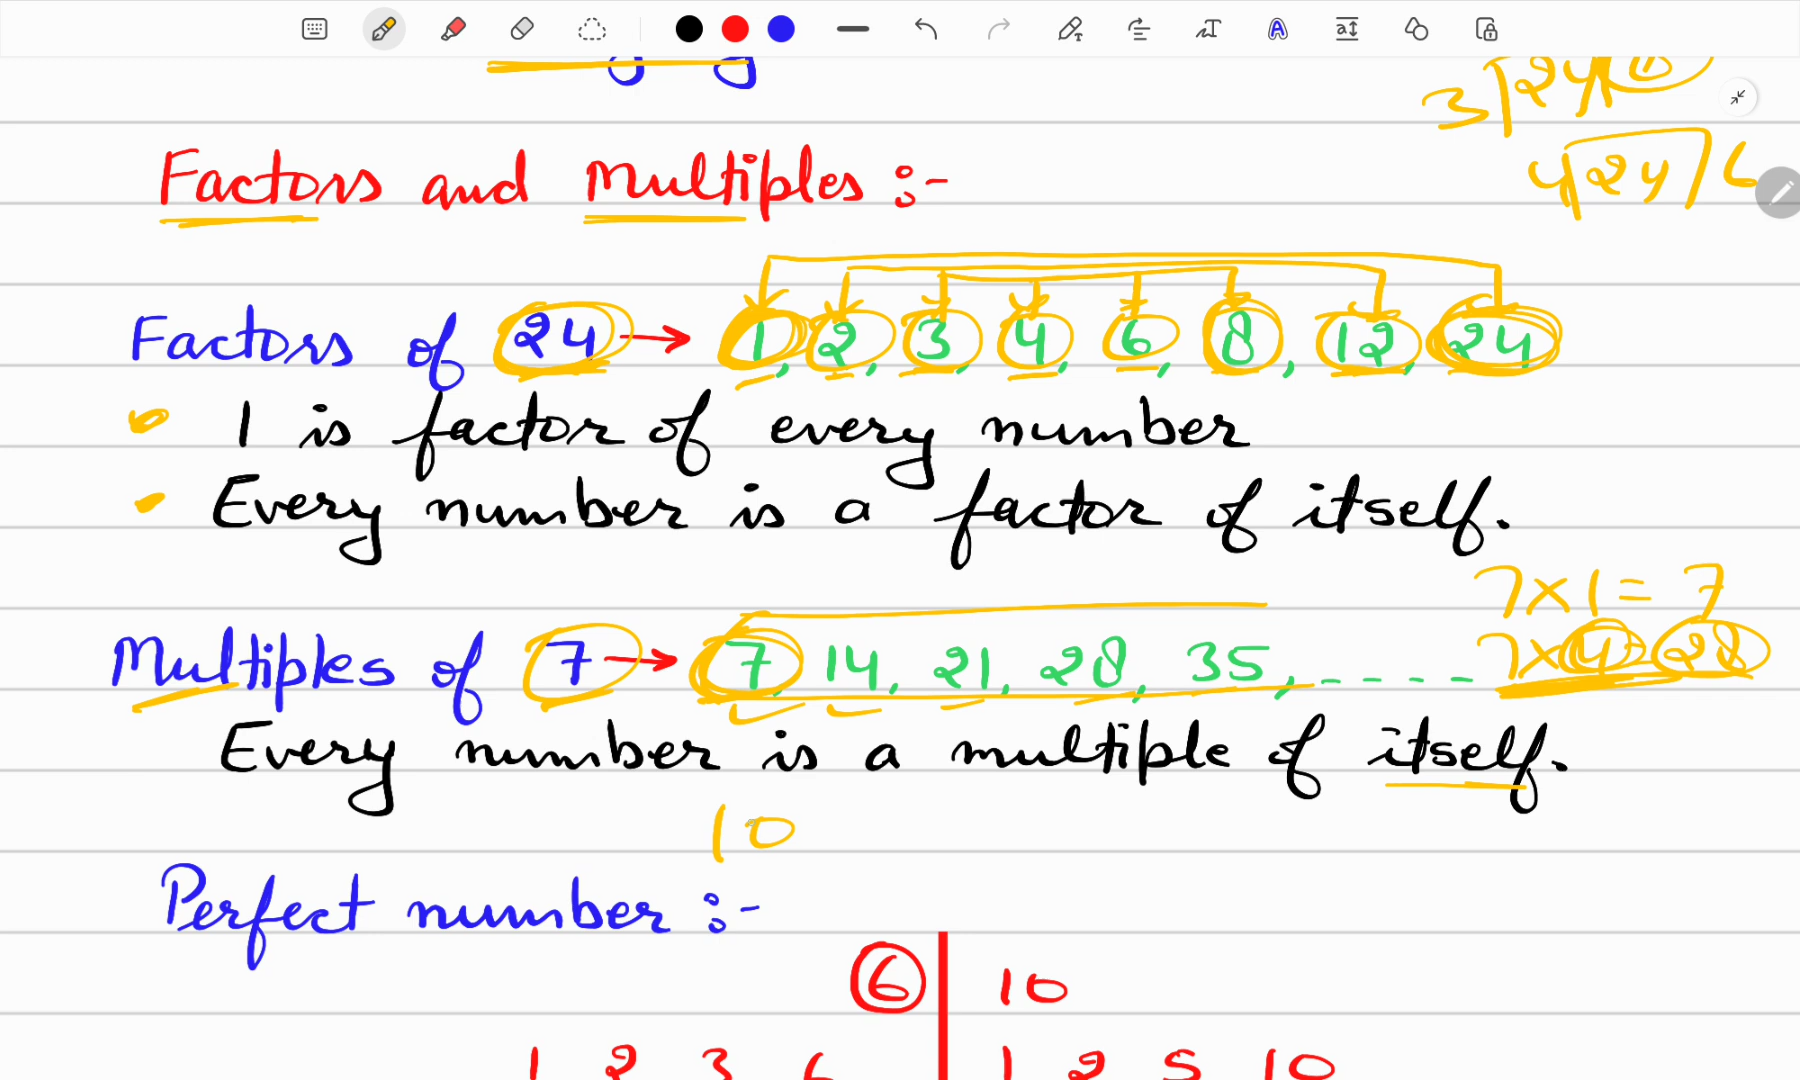 3)24(
4)24(6
Factors and Multiples :-
Factors of 24 → 1, 2, 3, 4, 6, 8, 12, 24
• 1 is factor of every number
• Every number is a factor of itself.
7×1=7
Multiples of 7 → 7, 14, 21, 28, 35, ----- 7×4 28
Every number is a multiple of itself.
10
Perfect number :-
6 | 10
1 2 3 6 | 1 2 5 10